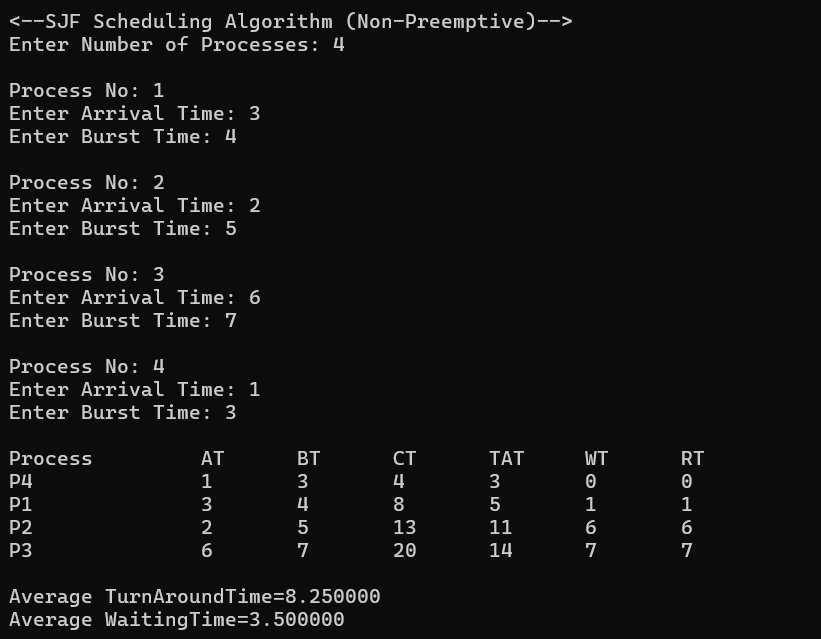 <--SJF Scheduling Algorithm (Non-Preemptive)-->
Enter Number of Processes: 4
Process No: 1
Enter Arrival Time: 3
Enter Burst Time: 4
Process No: 2
Enter Arrival Time: 2
Enter Burst Time: 5
Process No: 3
Enter Arrival Time: 6
Enter Burst Time: 7
Process No: 4
Enter Arrival Time: 1
Enter Burst Time: 3
Process AT BT CT TAT WT RT
P4 1 3 4 3 0 0
P1 3 4 8 5 1 1
P2 2 5 13 11 6 6
P3 6 7 20 14 7 7
Average TurnAroundTime=8.250000
Average WaitingTime=3.500000